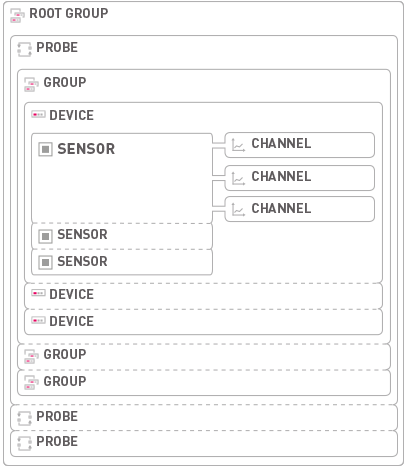 ROOT GROUP
PROBE
GROUP
DEVICE
SENSOR
CHANNEL
CHANNEL
CHANNEL
SENSOR
SENSOR
DEVICE
DEVICE
GROUP
GROUP
PROBE
PROBE